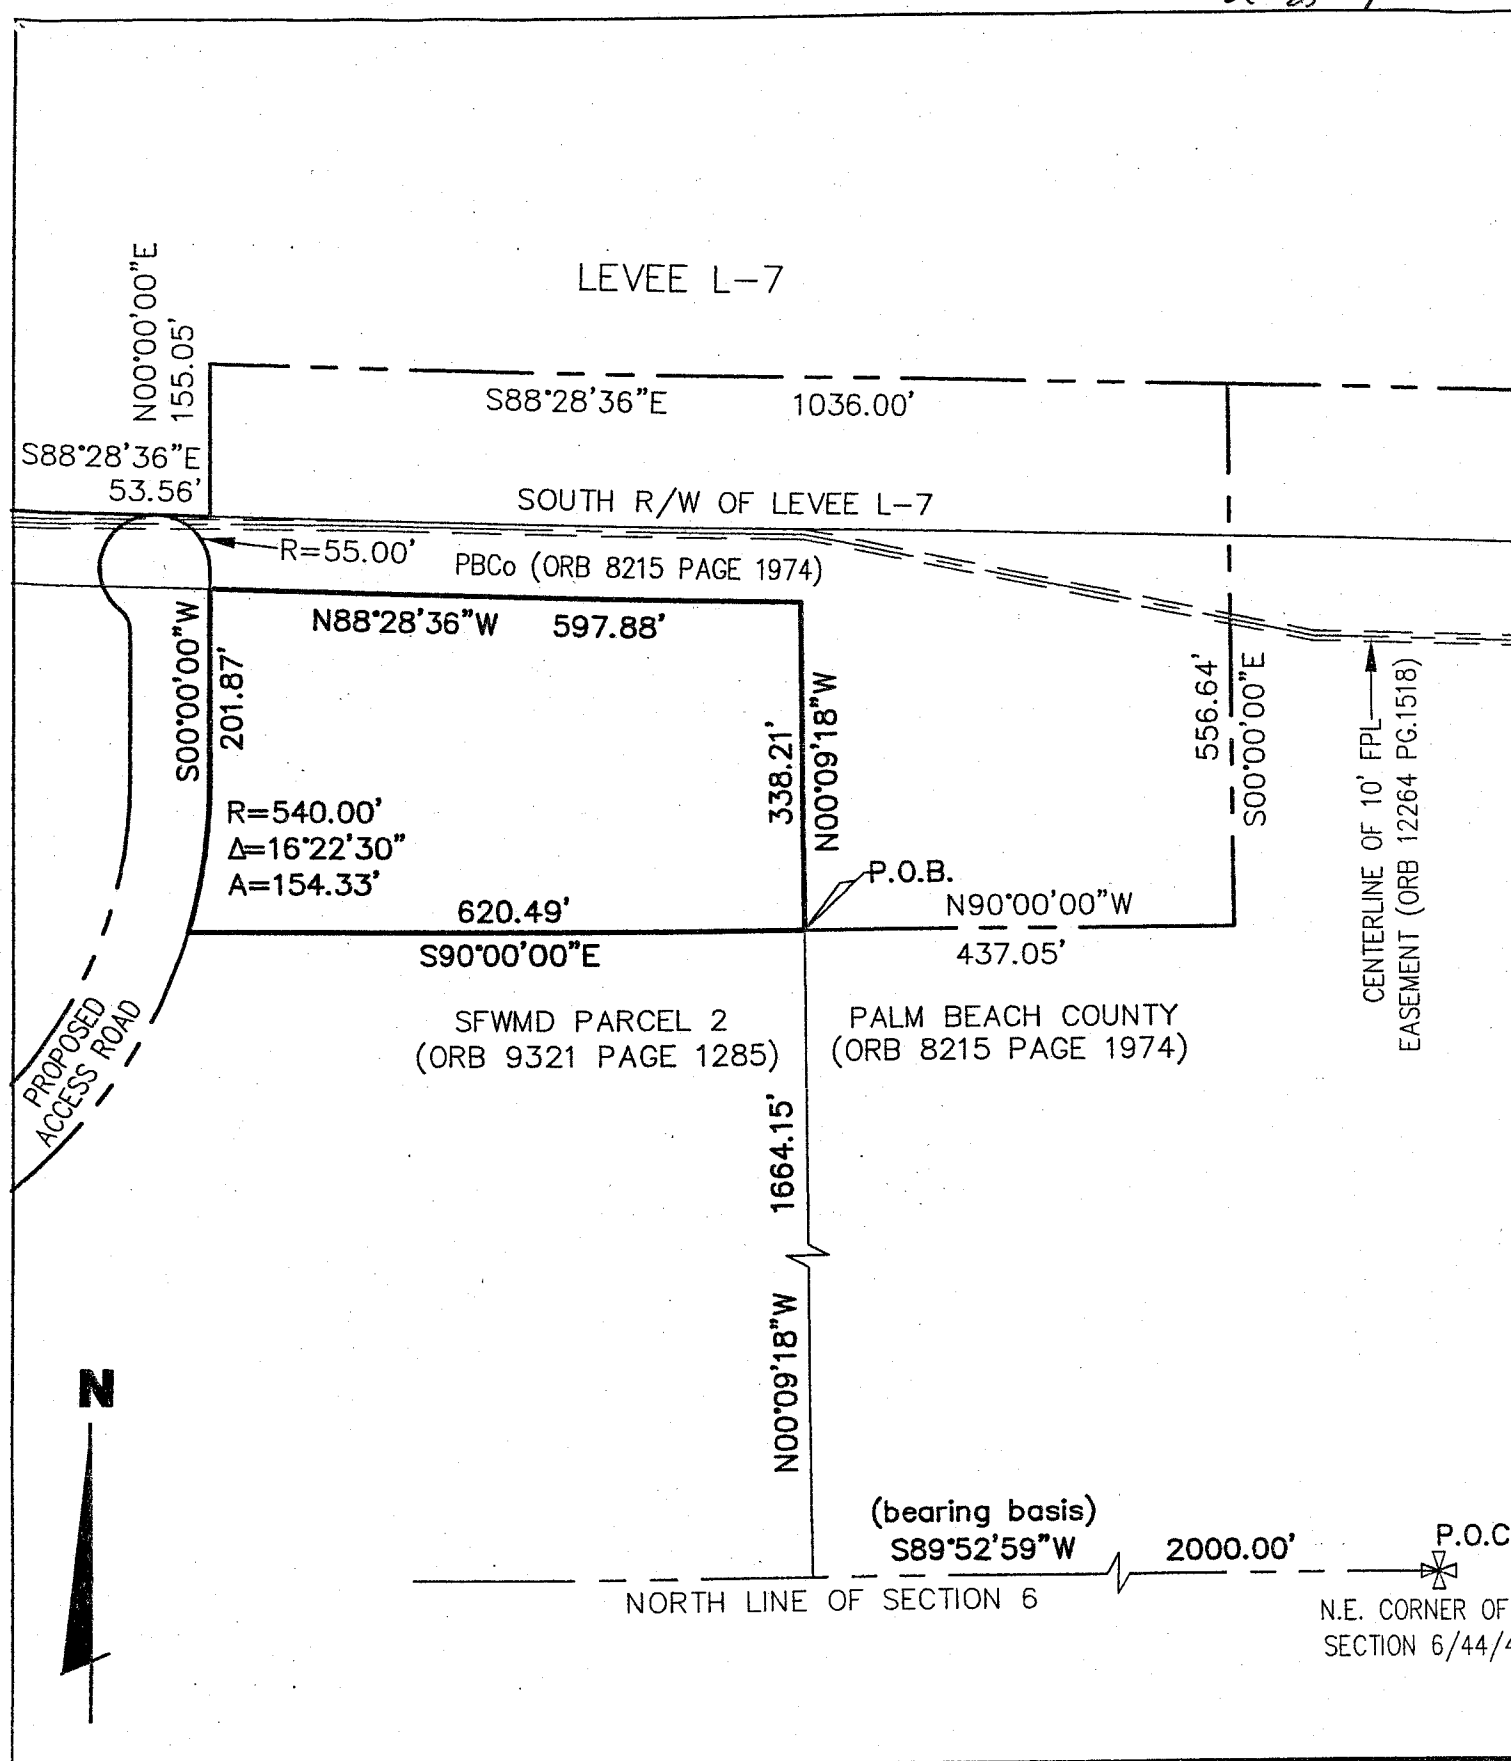 LEVEE L-7
N00°00'00"E
155.05'
S88°28'36"E 1036.00'
S88°28'36"E
53.56'
SOUTH R/W OF LEVEE L-7
R=55.00'
PBCo (ORB 8215 PAGE 1974)
N88°28'36"W 597.88'
S00°00'00"W
201.87'
338.21'
N00°09'18"W
556.64'
S00°00'00"E
CENTERLINE OF 10' FPL
EASEMENT (ORB 12264 PG.1518)
R=540.00'
Δ=16°22'30"
A=154.33'
P.O.B.
620.49'
S90°00'00"E
N90°00'00"W
437.05'
PROPOSED
ACCESS ROAD
SFWMD PARCEL 2
(ORB 9321 PAGE 1285)
PALM BEACH COUNTY
(ORB 8215 PAGE 1974)
1664.15'
N00°09'18"W
N
(bearing basis)
S89°52'59"W 2000.00'
P.O.C
NORTH LINE OF SECTION 6
N.E. CORNER OF
SECTION 6/44/4